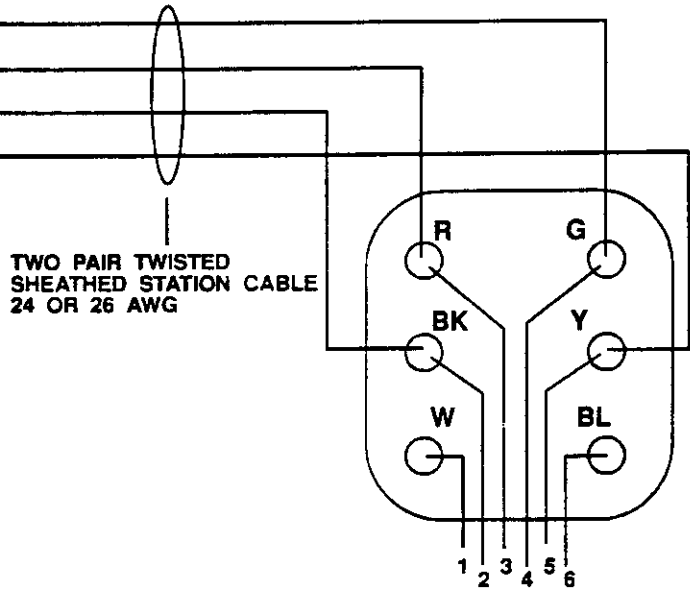 R G
TWO PAIR TWISTED
SHEATHED STATION CABLE
24 OR 26 AWG
BK Y
W BL
1 2 3 4 5 6